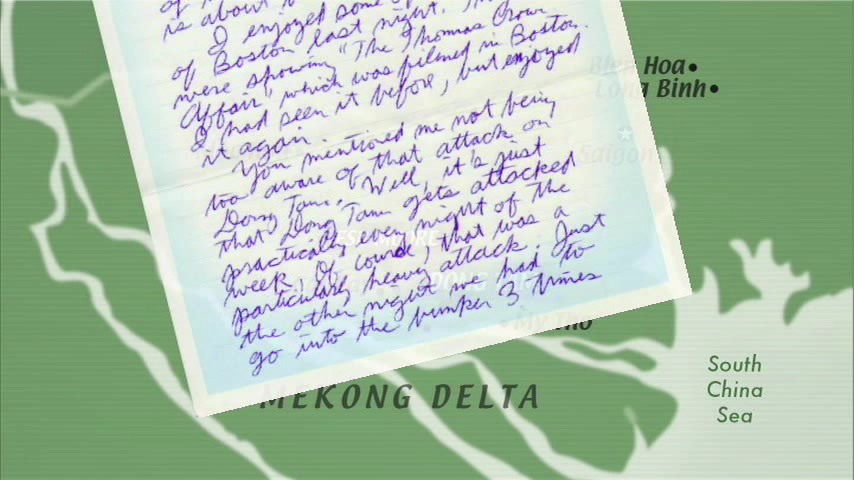 is about
I enjoyed some of
of Boston last night. They
were showing "The Thomas Crown
Affair," which was filmed in Boston.
I had seen it before, but enjoyed
it again.
You mentioned me not being
too aware of that attack on
Dong Tam. Well, it's just
that Dong Tam gets attacked
practically every night of the
week. Of course, that was a
particularly heavy attack. Just
the other night we had to
go into the bunker 3 times
Bien Hoa
Long Binh
Saigon
DONG TAM
My Tho
MEKONG DELTA
South
China
Sea